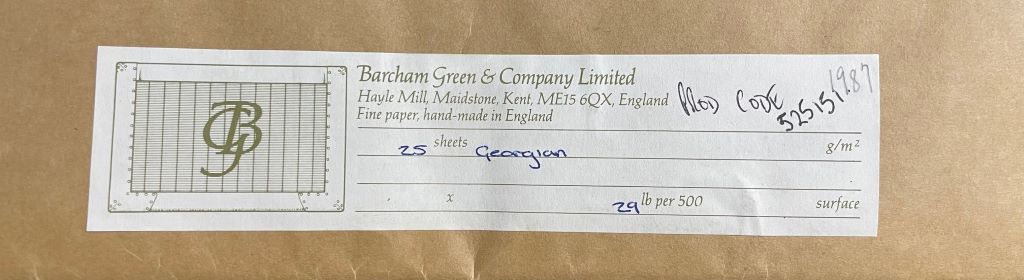 Barcham Green & Company Limited
Hayle Mill, Maidstone, Kent, ME15 6QX, England
Fine paper, hand-made in England
PROD CODE
525151
1987
25 sheets Georgian g/m²
x 29 lb per 500 surface